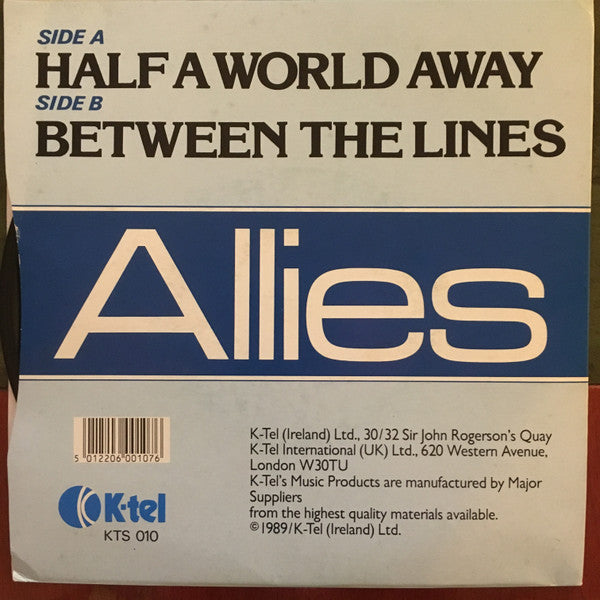 SIDE A
HALF A WORLD AWAY
SIDE B
BETWEEN THE LINES
Allies
5 012206 001076
K-tel
KTS 010
K-Tel (Ireland) Ltd., 30/32 Sir John Rogerson's Quay
K-Tel International (UK) Ltd., 620 Western Avenue,
London W30TU
K-Tel's Music Products are manufactured by Major
Suppliers
from the highest quality materials available.
©1989/K-Tel (Ireland) Ltd.